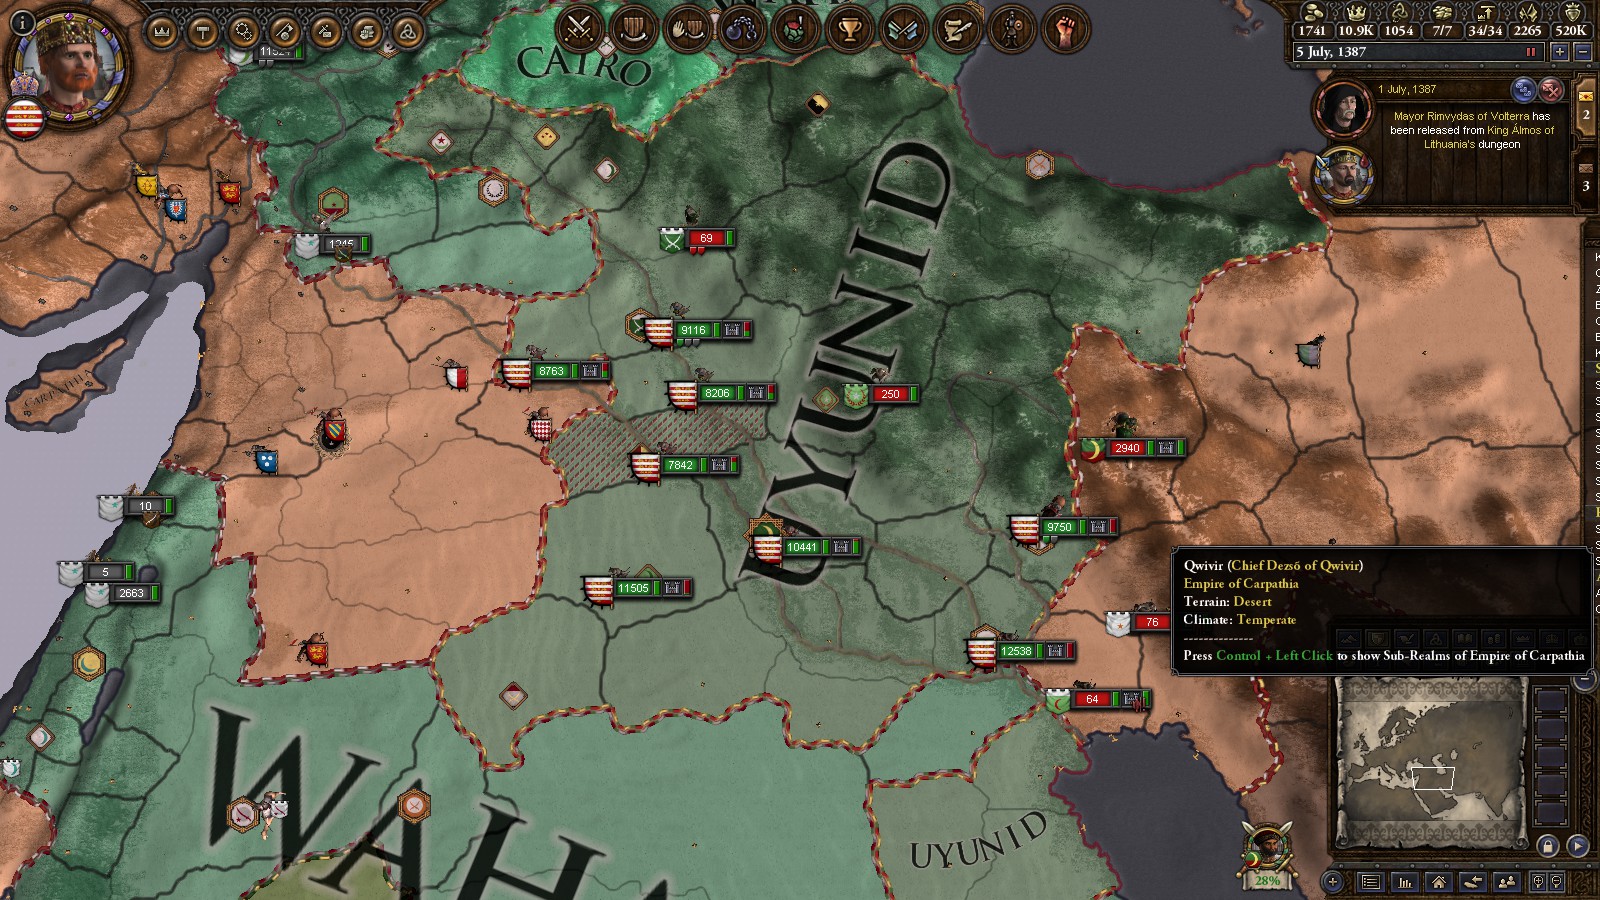 1741 10.9K 1054 7/7 34/34 2265 520K
5 July, 1387
1 July, 1387
Mayor Rimvydas of Volterra has
been released from King Álmos of
Lithuania's dungeon
2
3
CAIRO
UYUNID
69
1245
9116
8763
8206
250
7842
2940
9750
10441
11505
12538
76
64
10
5
2663
CARPATHIA
Qwivir (Chief Dezső of Qwivir)
Empire of Carpathia
Terrain: Desert
Climate: Temperate
--------------
Press Control + Left Click to show Sub-Realms of Empire of Carpathia
UYUNID
28%